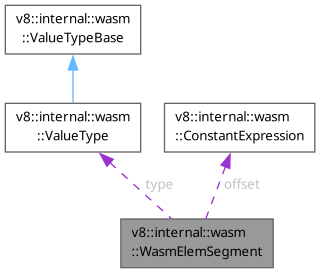 v8::internal::wasm
::ValueTypeBase
v8::internal::wasm
::ValueType
v8::internal::wasm
::ConstantExpression
type
offset
v8::internal::wasm
::WasmElemSegment